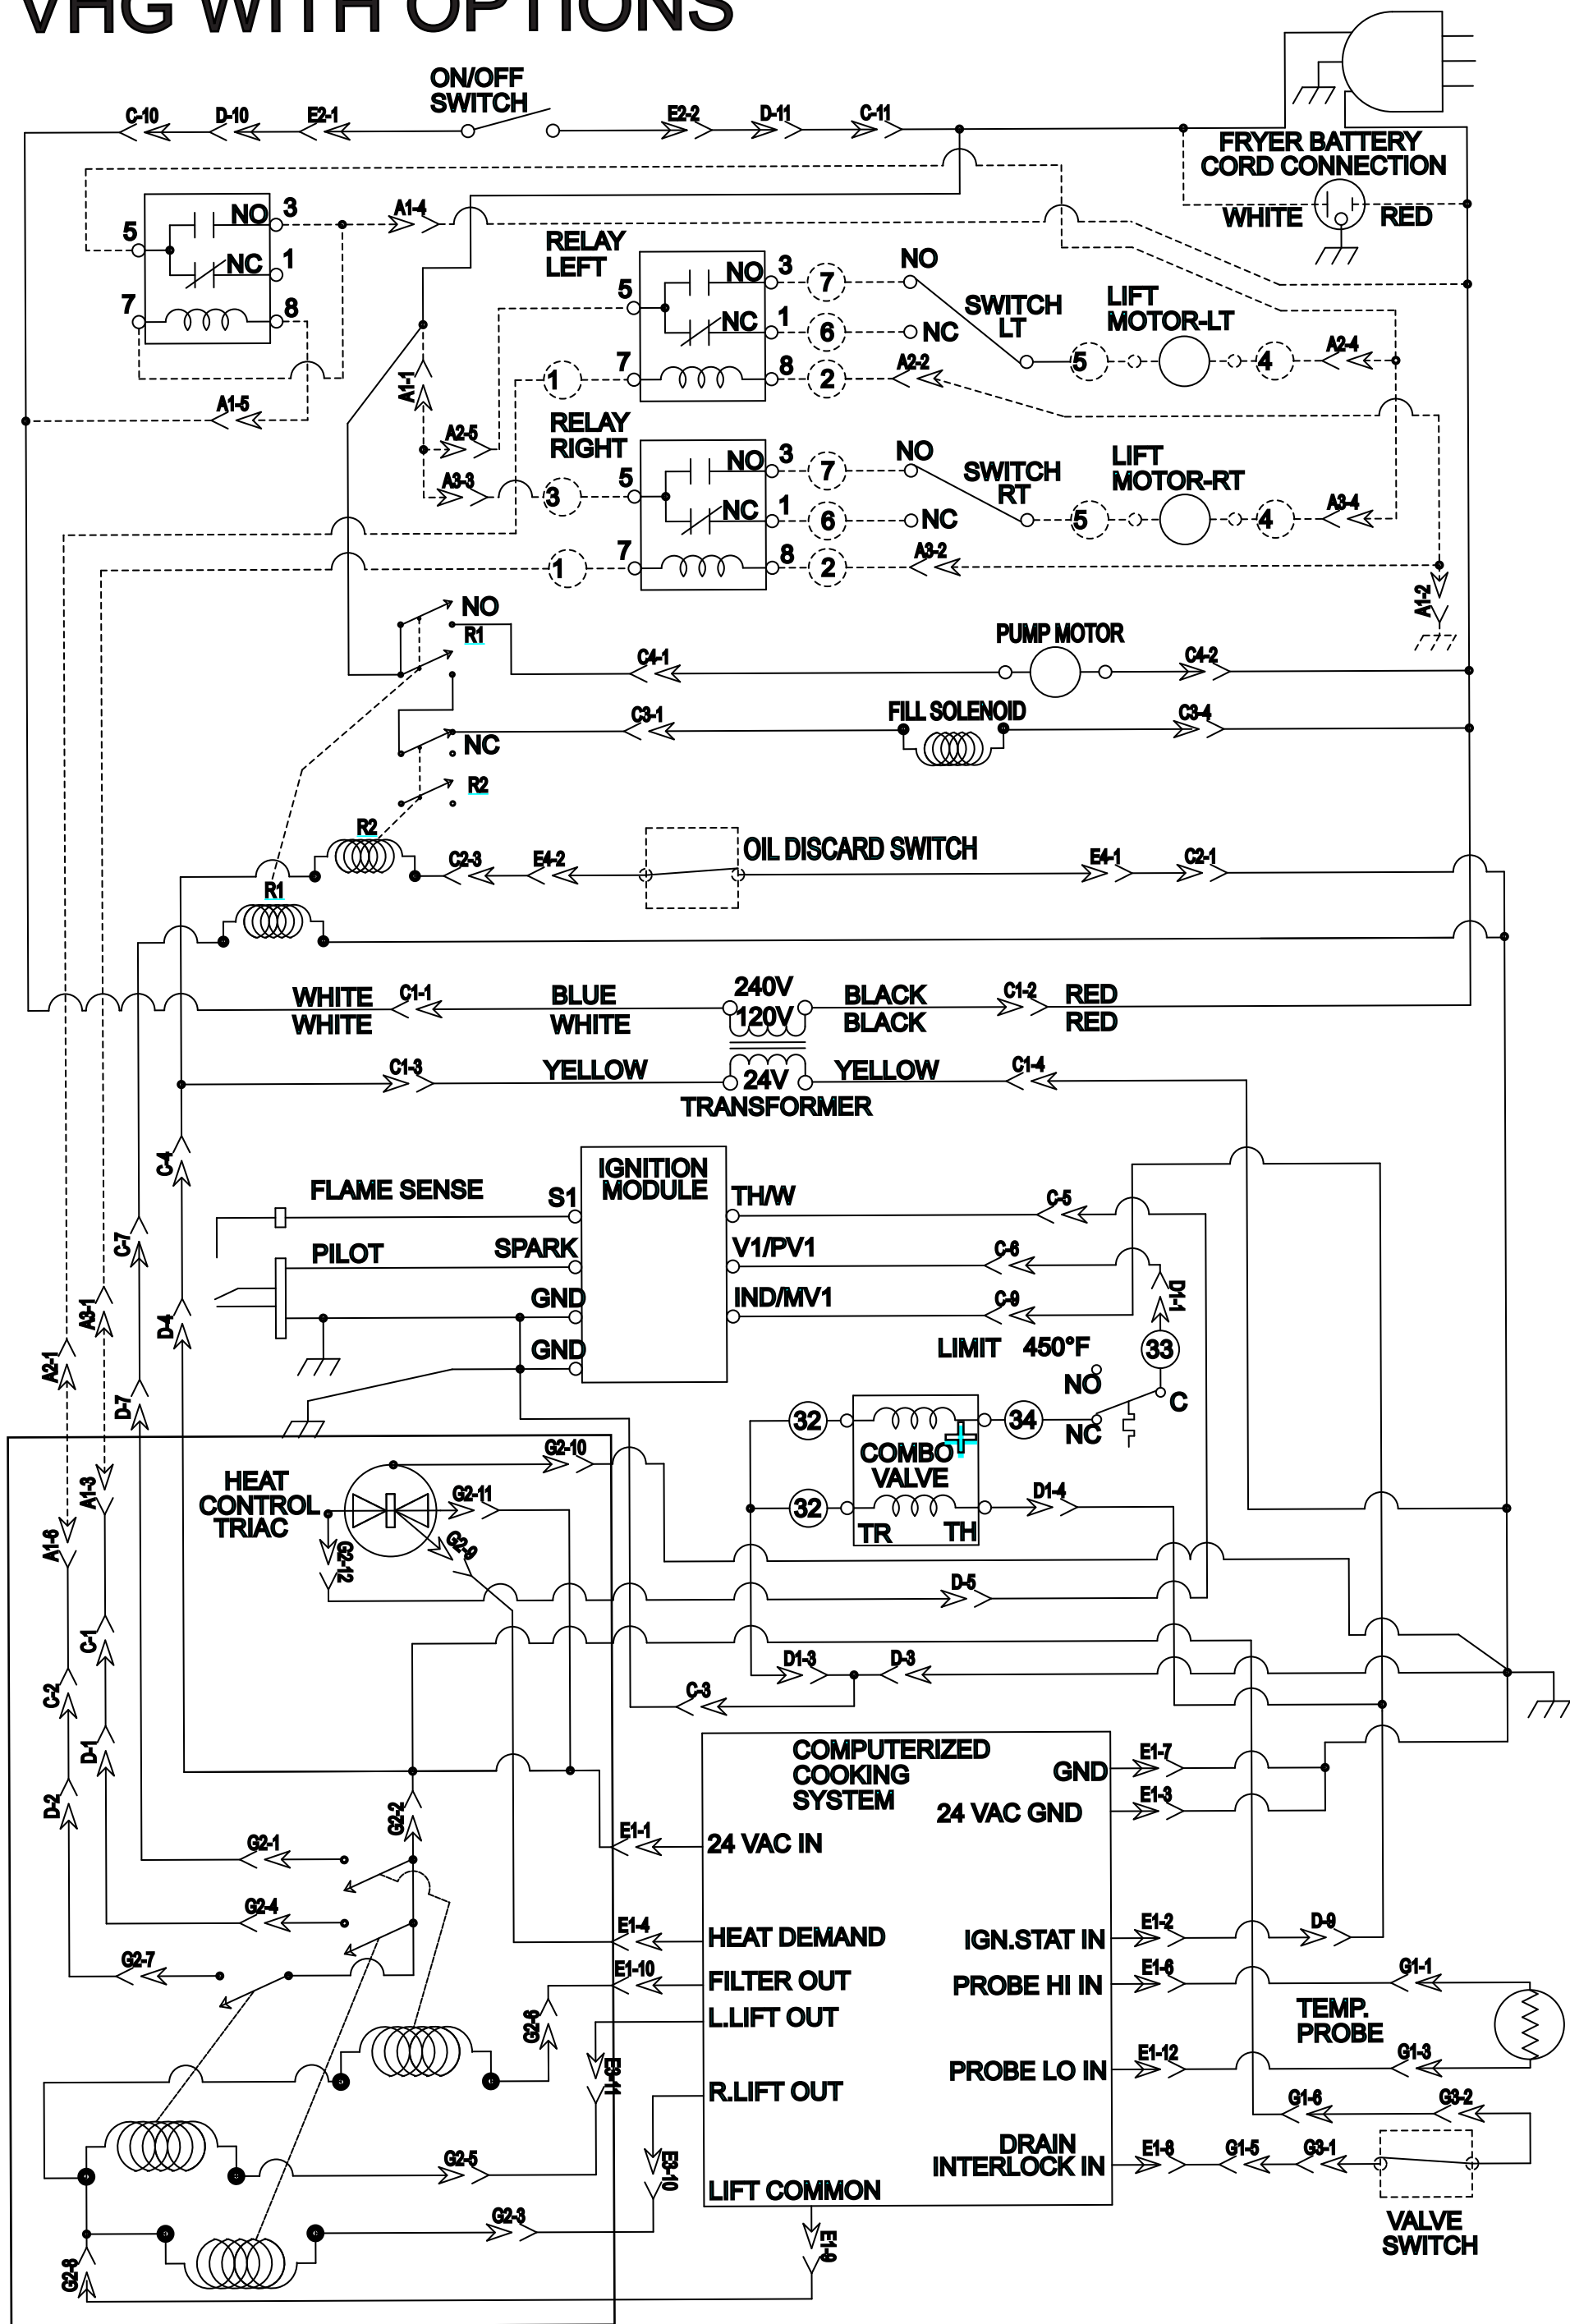 VHG WITH OPTIONS
ON/OFF
SWITCH
C-10
D-10
E2-1
E2-2
D-11
C-11
FRYER BATTERY
CORD CONNECTION
WHITE
RED
5
NO
3
NC
1
7
8
A1-4
A1-5
A1-1
RELAY
LEFT
5
NO
3
7
NO
NC
1
6
NC
SWITCH
LT
LIFT
MOTOR-LT
5
4
A2-4
1
7
8
2
A2-2
A2-5
RELAY
RIGHT
A3-3
3
5
NO
3
7
NO
NC
1
6
NC
SWITCH
RT
LIFT
MOTOR-RT
5
4
A3-4
1
7
8
2
A3-2
A1-2
NO
R1
C4-1
PUMP MOTOR
C4-2
C3-1
FILL SOLENOID
C3-4
NC
R2
R2
C2-3
E4-2
OIL DISCARD SWITCH
E4-1
C2-1
R1
WHITE
WHITE
C1-1
BLUE
WHITE
240V
120V
BLACK
BLACK
C1-2
RED
RED
C1-3
YELLOW
24V
YELLOW
C1-4
TRANSFORMER
C-4
C-7
D-4
A3-1
A2-1
D-7
FLAME SENSE
S1
IGNITION
MODULE
TH/W
C-5
PILOT
SPARK
V1/PV1
C-6
GND
IND/MV1
C-9
D1-1
GND
LIMIT 450°F
33
NO
C
NC
32
34
COMBO
VALVE
32
TR
TH
D1-4
HEAT
CONTROL
TRIAC
G2-10
G2-11
G2-9
G2-12
A1-3
A1-6
D-5
C-1
C-2
D1-3
D-3
C-3
D-1
D-2
COMPUTERIZED
COOKING
SYSTEM
GND
E1-7
24 VAC GND
E1-3
G2-2
E1-1
24 VAC IN
G2-1
G2-4
G2-7
E1-4
HEAT DEMAND
IGN.STAT IN
E1-2
D-9
E1-10
FILTER OUT
PROBE HI IN
E1-6
G1-1
G2-6
L.LIFT OUT
TEMP.
PROBE
E3-11
PROBE LO IN
E1-12
G1-3
R.LIFT OUT
G1-6
G3-2
G2-5
E3-10
DRAIN
INTERLOCK IN
E1-8
G1-5
G3-1
LIFT COMMON
G2-3
VALVE
SWITCH
G2-8
E1-9